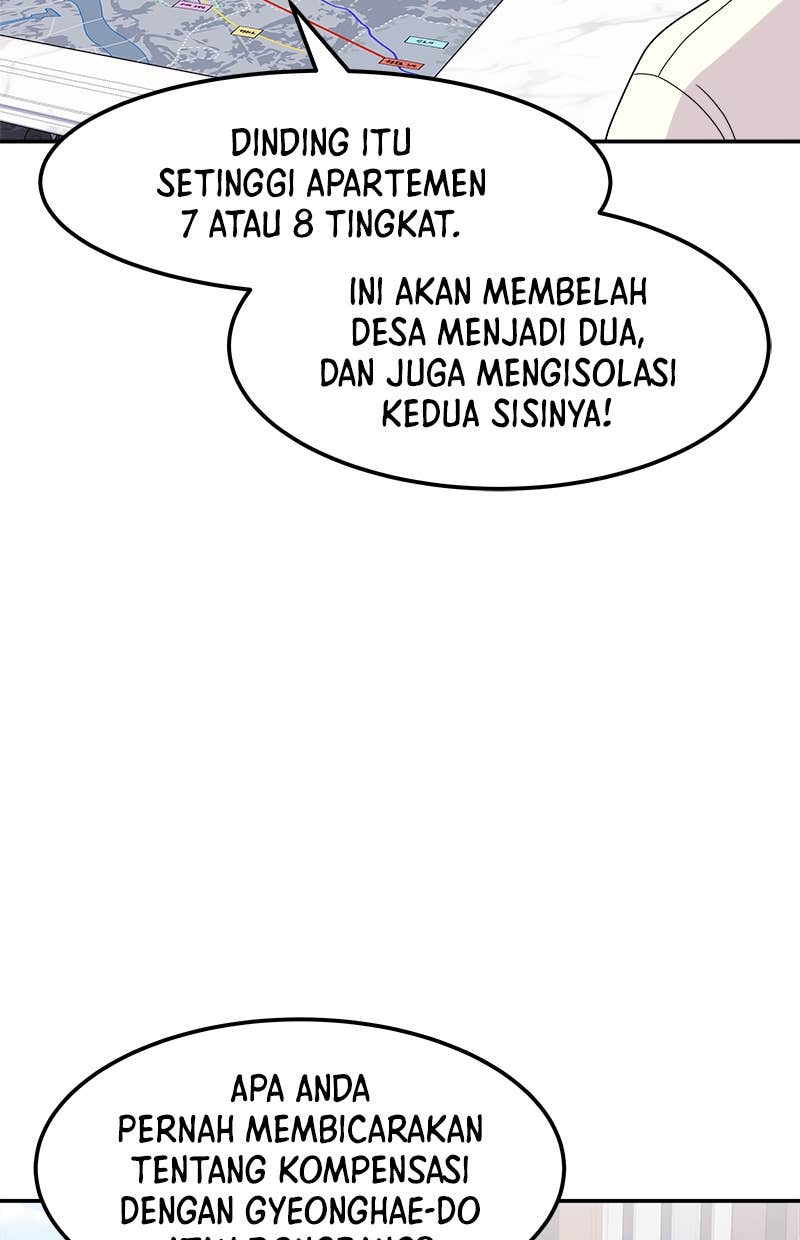 DINDING ITU
SETINGGI APARTEMEN
7 ATAU 8 TINGKAT.
INI AKAN MEMBELAH
DESA MENJADI DUA,
DAN JUGA MENGISOLASI
KEDUA SISINYA!
APA ANDA
PERNAH MEMBICARAKAN
TENTANG KOMPENSASI
DENGAN GYEONGHAE-DO